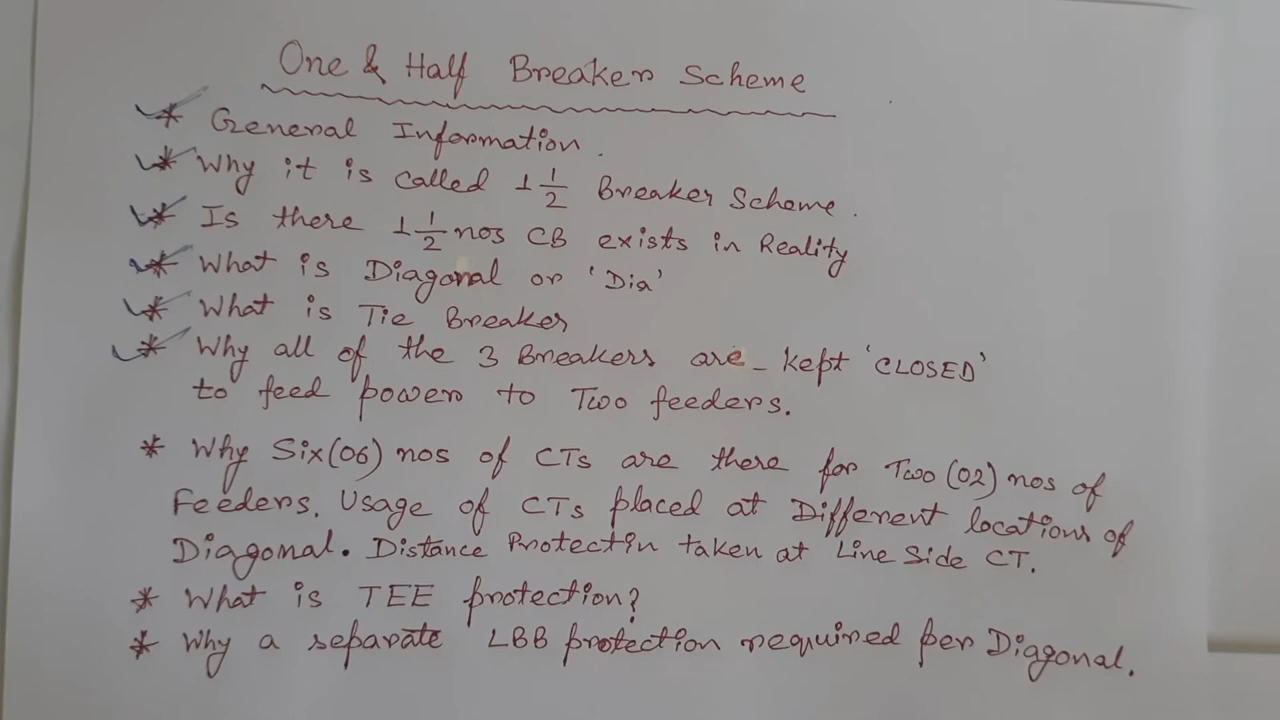 One & Half Breaker Scheme
* General Information.
* Why it is called 1 1/2 Breaker Scheme.
* Is there 1 1/2 nos CB exists in Reality
* What is Diagonal or 'Dia'
* What is Tie Breaker
* Why all of the 3 Breakers are kept 'CLOSED'
to feed power to Two feeders.
* Why Six(06) nos of CTs are there for Two (02) nos of
Feeders. Usage of CTs placed at Different locations of
Diagonal. Distance Protectin taken at Line Side CT.
* What is TEE protection?
* Why a separate LBB protection required per Diagonal.